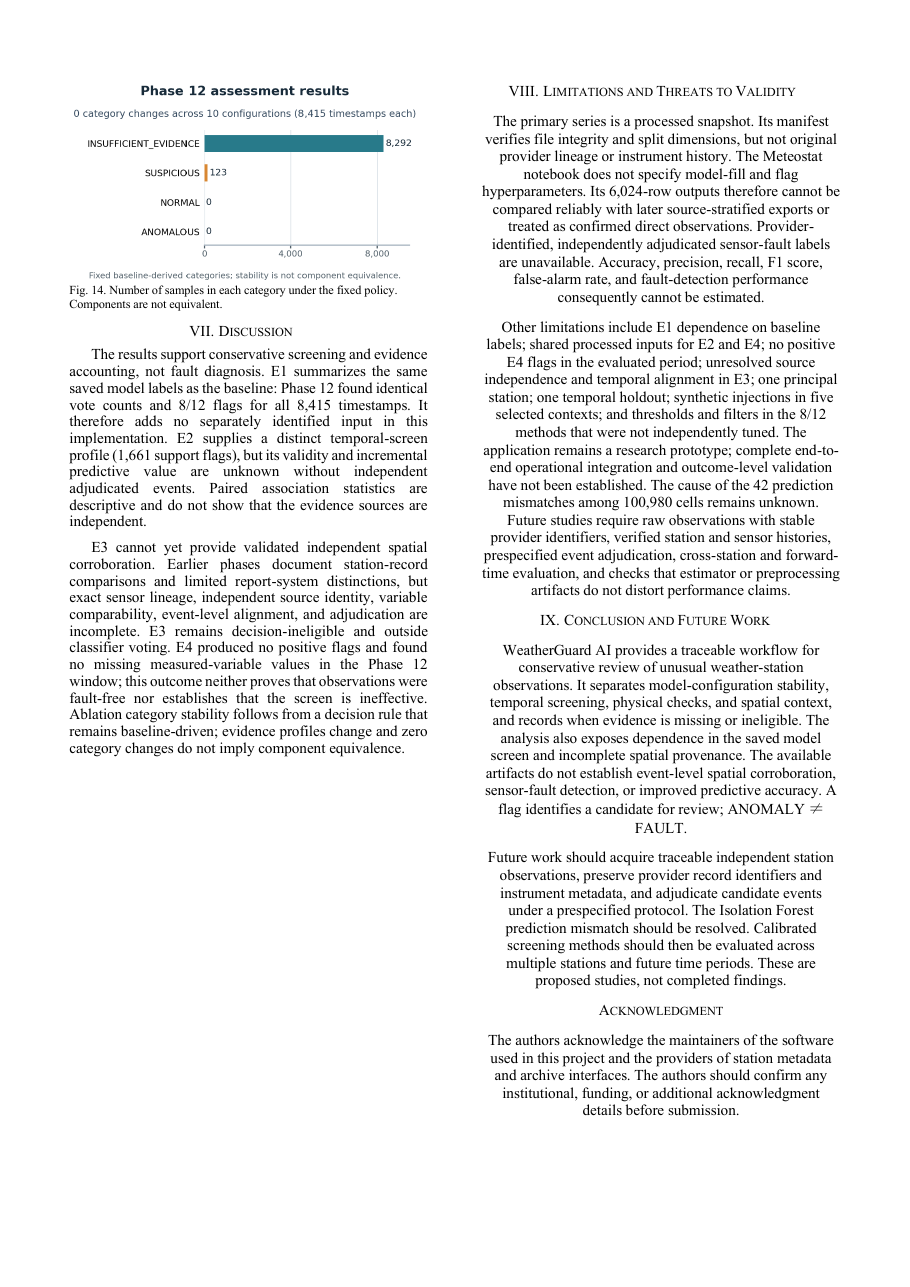 Phase 12 assessment results
0 category changes across 10 configurations (8,415 timestamps each)
INSUFFICIENT_EVIDENCE 8,292
SUSPICIOUS 123
NORMAL 0
ANOMALOUS 0
0 4,000 8,000
Fixed baseline-derived categories; stability is not component equivalence.
Fig. 14. Number of samples in each category under the fixed policy.
Components are not equivalent.
VII. DISCUSSION
The results support conservative screening and evidence
accounting, not fault diagnosis. E1 summarizes the same
saved model labels as the baseline: Phase 12 found identical
vote counts and 8/12 flags for all 8,415 timestamps. It
therefore adds no separately identified input in this
implementation. E2 supplies a distinct temporal-screen
profile (1,661 support flags), but its validity and incremental
predictive value are unknown without independent
adjudicated events. Paired association statistics are
descriptive and do not show that the evidence sources are
independent.
E3 cannot yet provide validated independent spatial
corroboration. Earlier phases document station-record
comparisons and limited report-system distinctions, but
exact sensor lineage, independent source identity, variable
comparability, event-level alignment, and adjudication are
incomplete. E3 remains decision-ineligible and outside
classifier voting. E4 produced no positive flags and found
no missing measured-variable values in the Phase 12
window; this outcome neither proves that observations were
fault-free nor establishes that the screen is ineffective.
Ablation category stability follows from a decision rule that
remains baseline-driven; evidence profiles change and zero
category changes do not imply component equivalence.
VIII. LIMITATIONS AND THREATS TO VALIDITY
The primary series is a processed snapshot. Its manifest
verifies file integrity and split dimensions, but not original
provider lineage or instrument history. The Meteostat
notebook does not specify model-fill and flag
hyperparameters. Its 6,024-row outputs therefore cannot be
compared reliably with later source-stratified exports or
treated as confirmed direct observations. Provider-
identified, independently adjudicated sensor-fault labels
are unavailable. Accuracy, precision, recall, F1 score,
false-alarm rate, and fault-detection performance
consequently cannot be estimated.
Other limitations include E1 dependence on baseline
labels; shared processed inputs for E2 and E4; no positive
E4 flags in the evaluated period; unresolved source
independence and temporal alignment in E3; one principal
station; one temporal holdout; synthetic injections in five
selected contexts; and thresholds and filters in the 8/12
methods that were not independently tuned. The
application remains a research prototype; complete end-to-
end operational integration and outcome-level validation
have not been established. The cause of the 42 prediction
mismatches among 100,980 cells remains unknown.
Future studies require raw observations with stable
provider identifiers, verified station and sensor histories,
prespecified event adjudication, cross-station and forward-
time evaluation, and checks that estimator or preprocessing
artifacts do not distort performance claims.
IX. CONCLUSION AND FUTURE WORK
WeatherGuard AI provides a traceable workflow for
conservative review of unusual weather-station
observations. It separates model-configuration stability,
temporal screening, physical checks, and spatial context,
and records when evidence is missing or ineligible. The
analysis also exposes dependence in the saved model
screen and incomplete spatial provenance. The available
artifacts do not establish event-level spatial corroboration,
sensor-fault detection, or improved predictive accuracy. A
flag identifies a candidate for review; ANOMALY ≠
FAULT.
Future work should acquire traceable independent station
observations, preserve provider record identifiers and
instrument metadata, and adjudicate candidate events
under a prespecified protocol. The Isolation Forest
prediction mismatch should be resolved. Calibrated
screening methods should then be evaluated across
multiple stations and future time periods. These are
proposed studies, not completed findings.
ACKNOWLEDGMENT
The authors acknowledge the maintainers of the software
used in this project and the providers of station metadata
and archive interfaces. The authors should confirm any
institutional, funding, or additional acknowledgment
details before submission.